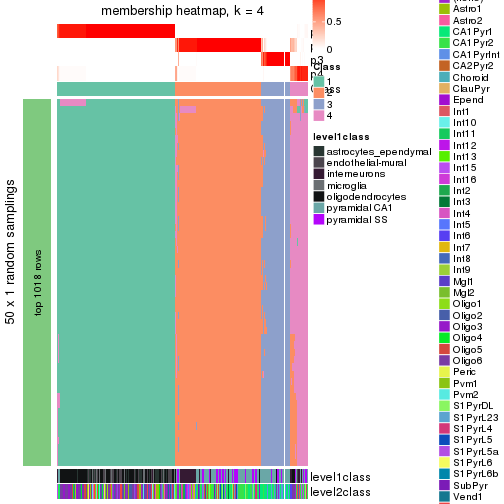 membership heatmap, k = 4
0.5
0
p3
p4
Class
Class
1
2
3
4
level1class
astrocytes_ependymal
endothelial-mural
interneurons
microglia
oligodendrocytes
pyramidal CA1
pyramidal SS
50 x 1 random samplings
top 1018 rows
level1class
level2class
Astro1
Astro2
CA1Pyr1
CA1Pyr2
CA1PyrInt
CA2Pyr2
Choroid
ClauPyr
Epend
Int1
Int10
Int11
Int12
Int13
Int15
Int16
Int2
Int3
Int4
Int5
Int6
Int7
Int8
Int9
Mgl1
Mgl2
Oligo1
Oligo2
Oligo3
Oligo4
Oligo5
Oligo6
Peric
Pvm1
Pvm2
S1PyrDL
S1PyrL23
S1PyrL4
S1PyrL5
S1PyrL5a
S1PyrL6
S1PyrL6b
SubPyr
Vend1